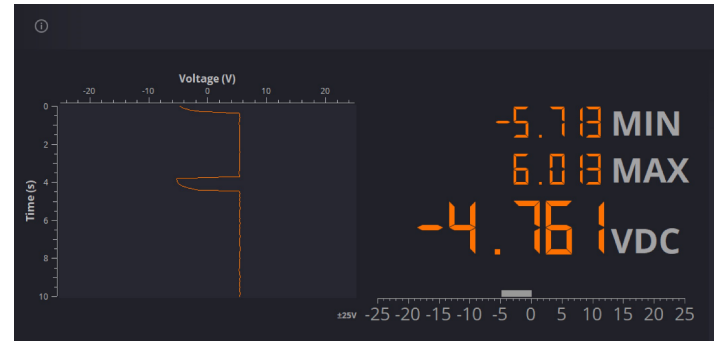 Voltage (V)
-20 -10 0 10 20
Time (s)
0
2
4
6
8
10
-5.713 MIN
6.013 MAX
-4.761 VDC
±25V -25 -20 -15 -10 -5 0 5 10 15 20 25